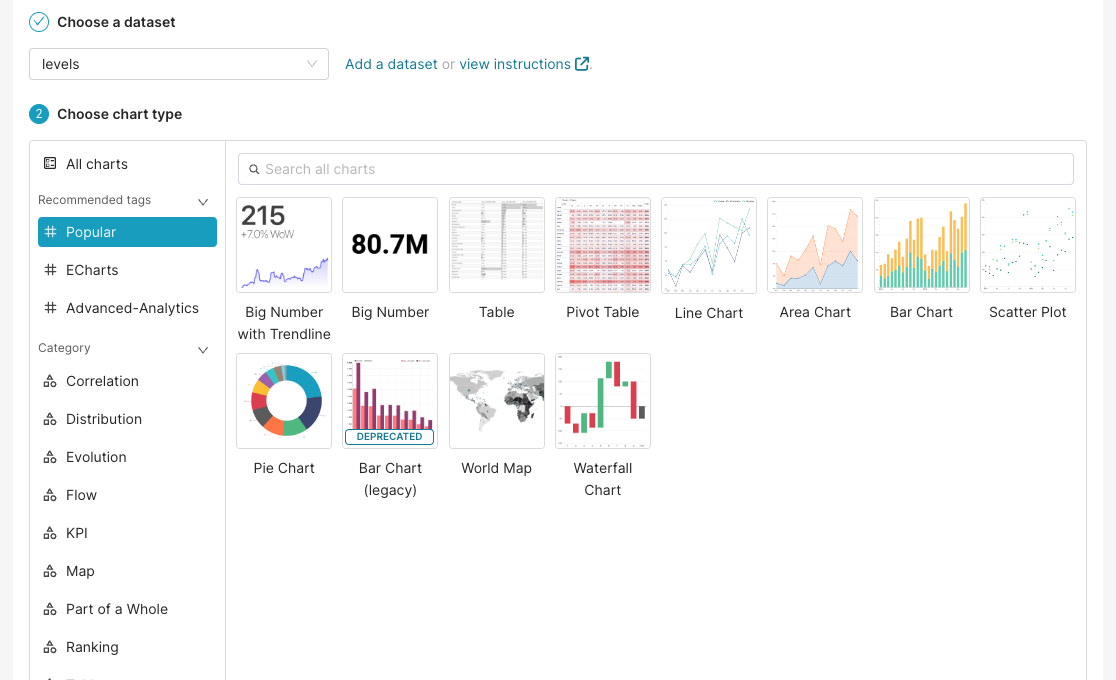 Choose a dataset
levels
Add a dataset or view instructions.
2 Choose chart type
All charts
Recommended tags
# Popular
# ECharts
# Advanced-Analytics
Category
Correlation
Distribution
Evolution
Flow
KPI
Map
Part of a Whole
Ranking
Search all charts
215
+7.0% WoW
80.7M
Big Number
with Trendline
Big Number
Table
Pivot Table
Line Chart
Area Chart
Bar Chart
Scatter Plot
DEPRECATED
Pie Chart
Bar Chart
(legacy)
World Map
Waterfall
Chart